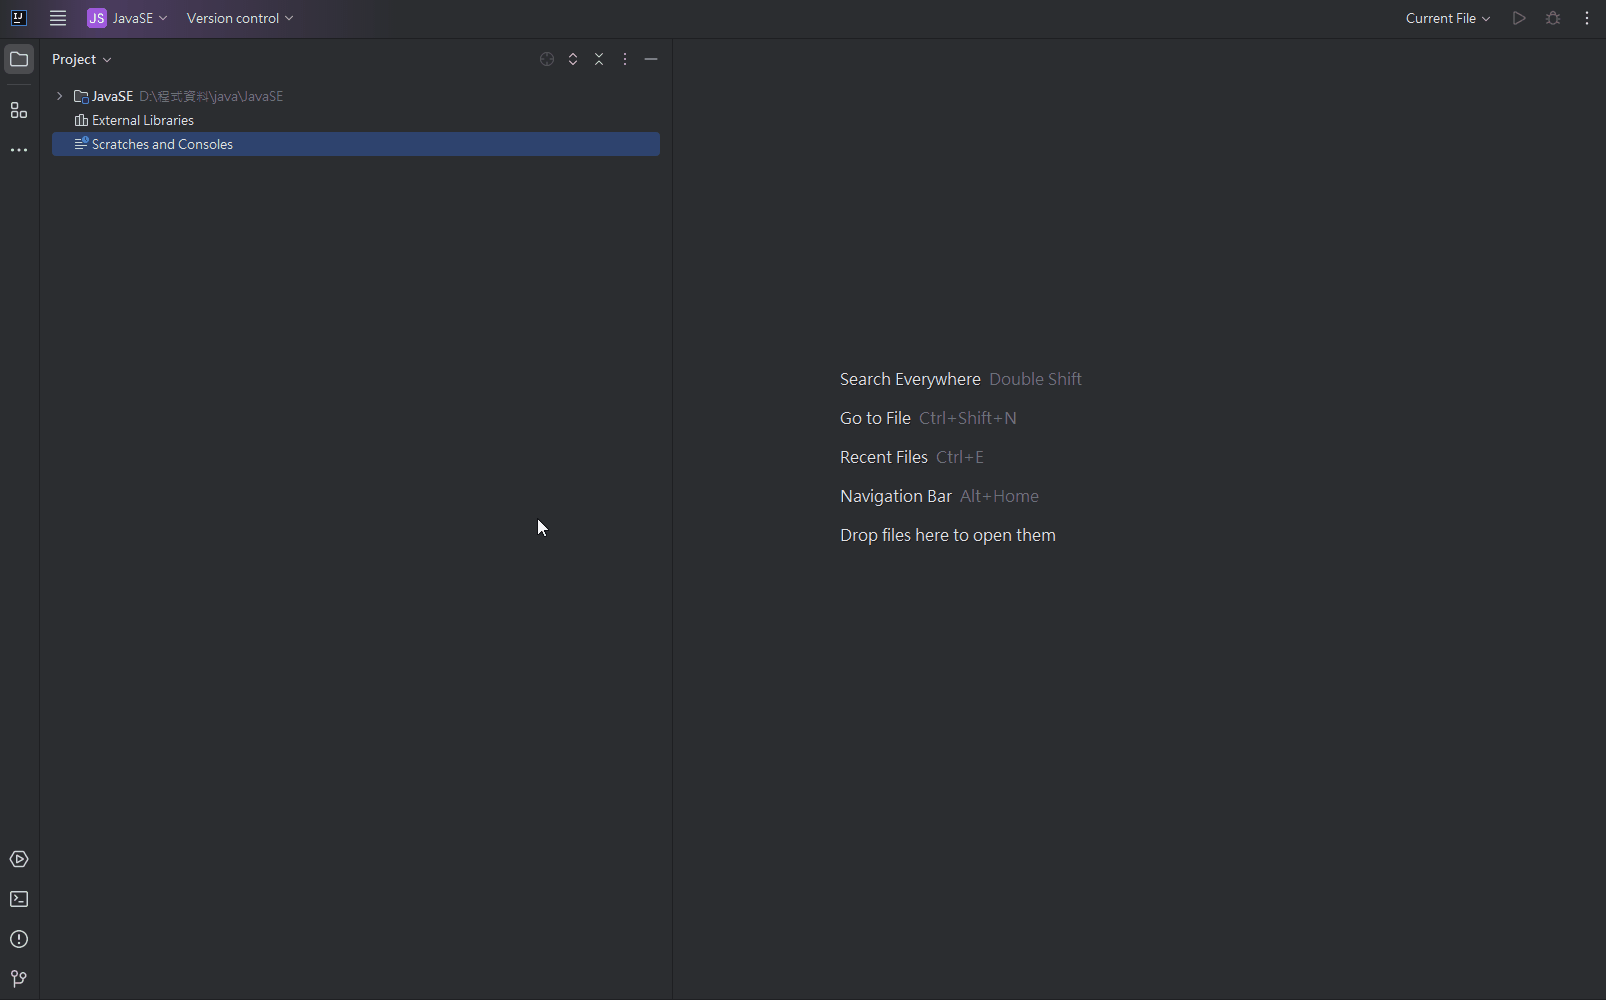 IJ JS JavaSE Version control Current File
Project
JavaSE D:\程式資料\java\JavaSE
External Libraries
Scratches and Consoles
Search Everywhere Double Shift
Go to File Ctrl+Shift+N
Recent Files Ctrl+E
Navigation Bar Alt+Home
Drop files here to open them